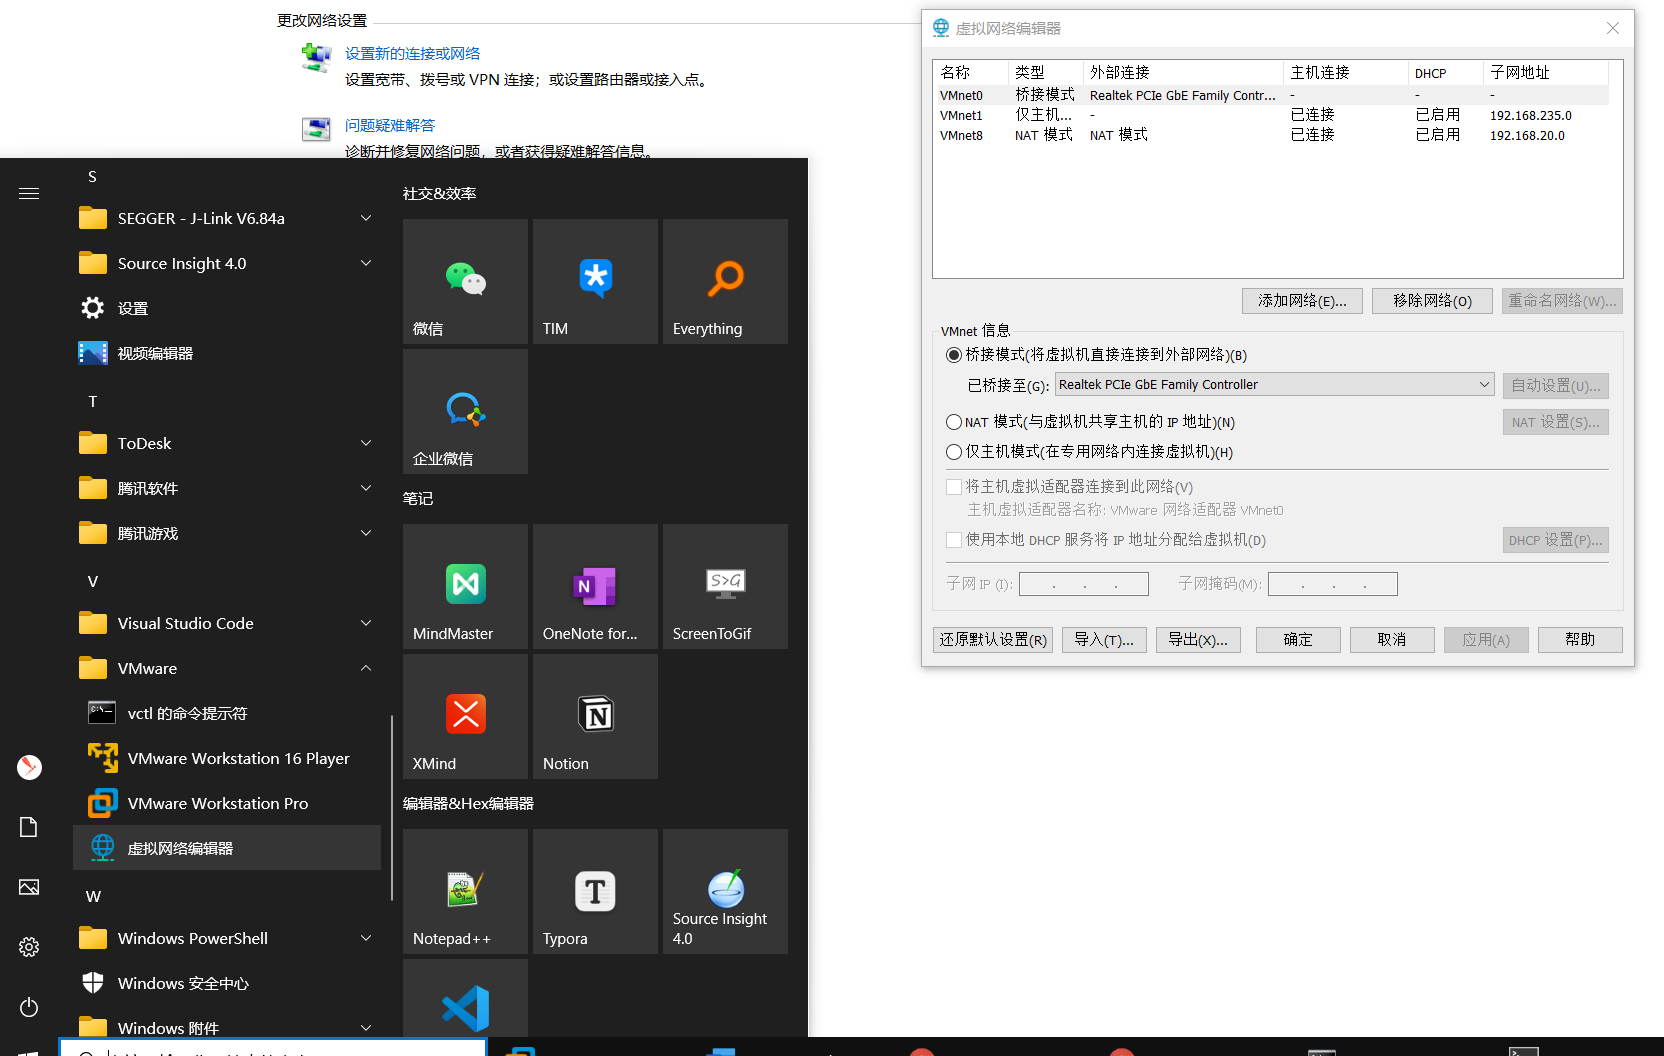 更改网络设置
设置新的连接或网络
设置宽带、拨号或 VPN 连接；或设置路由器或接入点。
问题疑难解答
诊断并修复网络问题，或者获得疑难解答信息。
S
SEGGER - J-Link V6.84a
Source Insight 4.0
设置
视频编辑器
T
ToDesk
腾讯软件
腾讯游戏
V
Visual Studio Code
VMware
vctl 的命令提示符
VMware Workstation 16 Player
VMware Workstation Pro
虚拟网络编辑器
W
Windows PowerShell
Windows 安全中心
Windows 附件
社交&效率
微信
TIM
Everything
企业微信
笔记
MindMaster
OneNote for...
S>G
ScreenToGif
XMind
Notion
编辑器&Hex编辑器
Notepad++
Typora
Source Insight
4.0
虚拟网络编辑器
名称 类型 外部连接 主机连接 DHCP 子网地址
VMnet0 桥接模式 Realtek PCIe GbE Family Contr... - - -
VMnet1 仅主机... - 已连接 已启用 192.168.235.0
VMnet8 NAT 模式 NAT 模式 已连接 已启用 192.168.20.0
添加网络(E)... 移除网络(O) 重命名网络(W)...
VMnet 信息
桥接模式(将虚拟机直接连接到外部网络)(B)
已桥接至(G): Realtek PCIe GbE Family Controller 自动设置(U)...
NAT 模式(与虚拟机共享主机的 IP 地址)(N) NAT 设置(S)...
仅主机模式(在专用网络内连接虚拟机)(H)
将主机虚拟适配器连接到此网络(V)
主机虚拟适配器名称: VMware 网络适配器 VMnet0
使用本地 DHCP 服务将 IP 地址分配给虚拟机(D) DHCP 设置(P)...
子网 IP (I): . . . 子网掩码(M): . . .
还原默认设置(R) 导入(T)... 导出(X)... 确定 取消 应用(A) 帮助